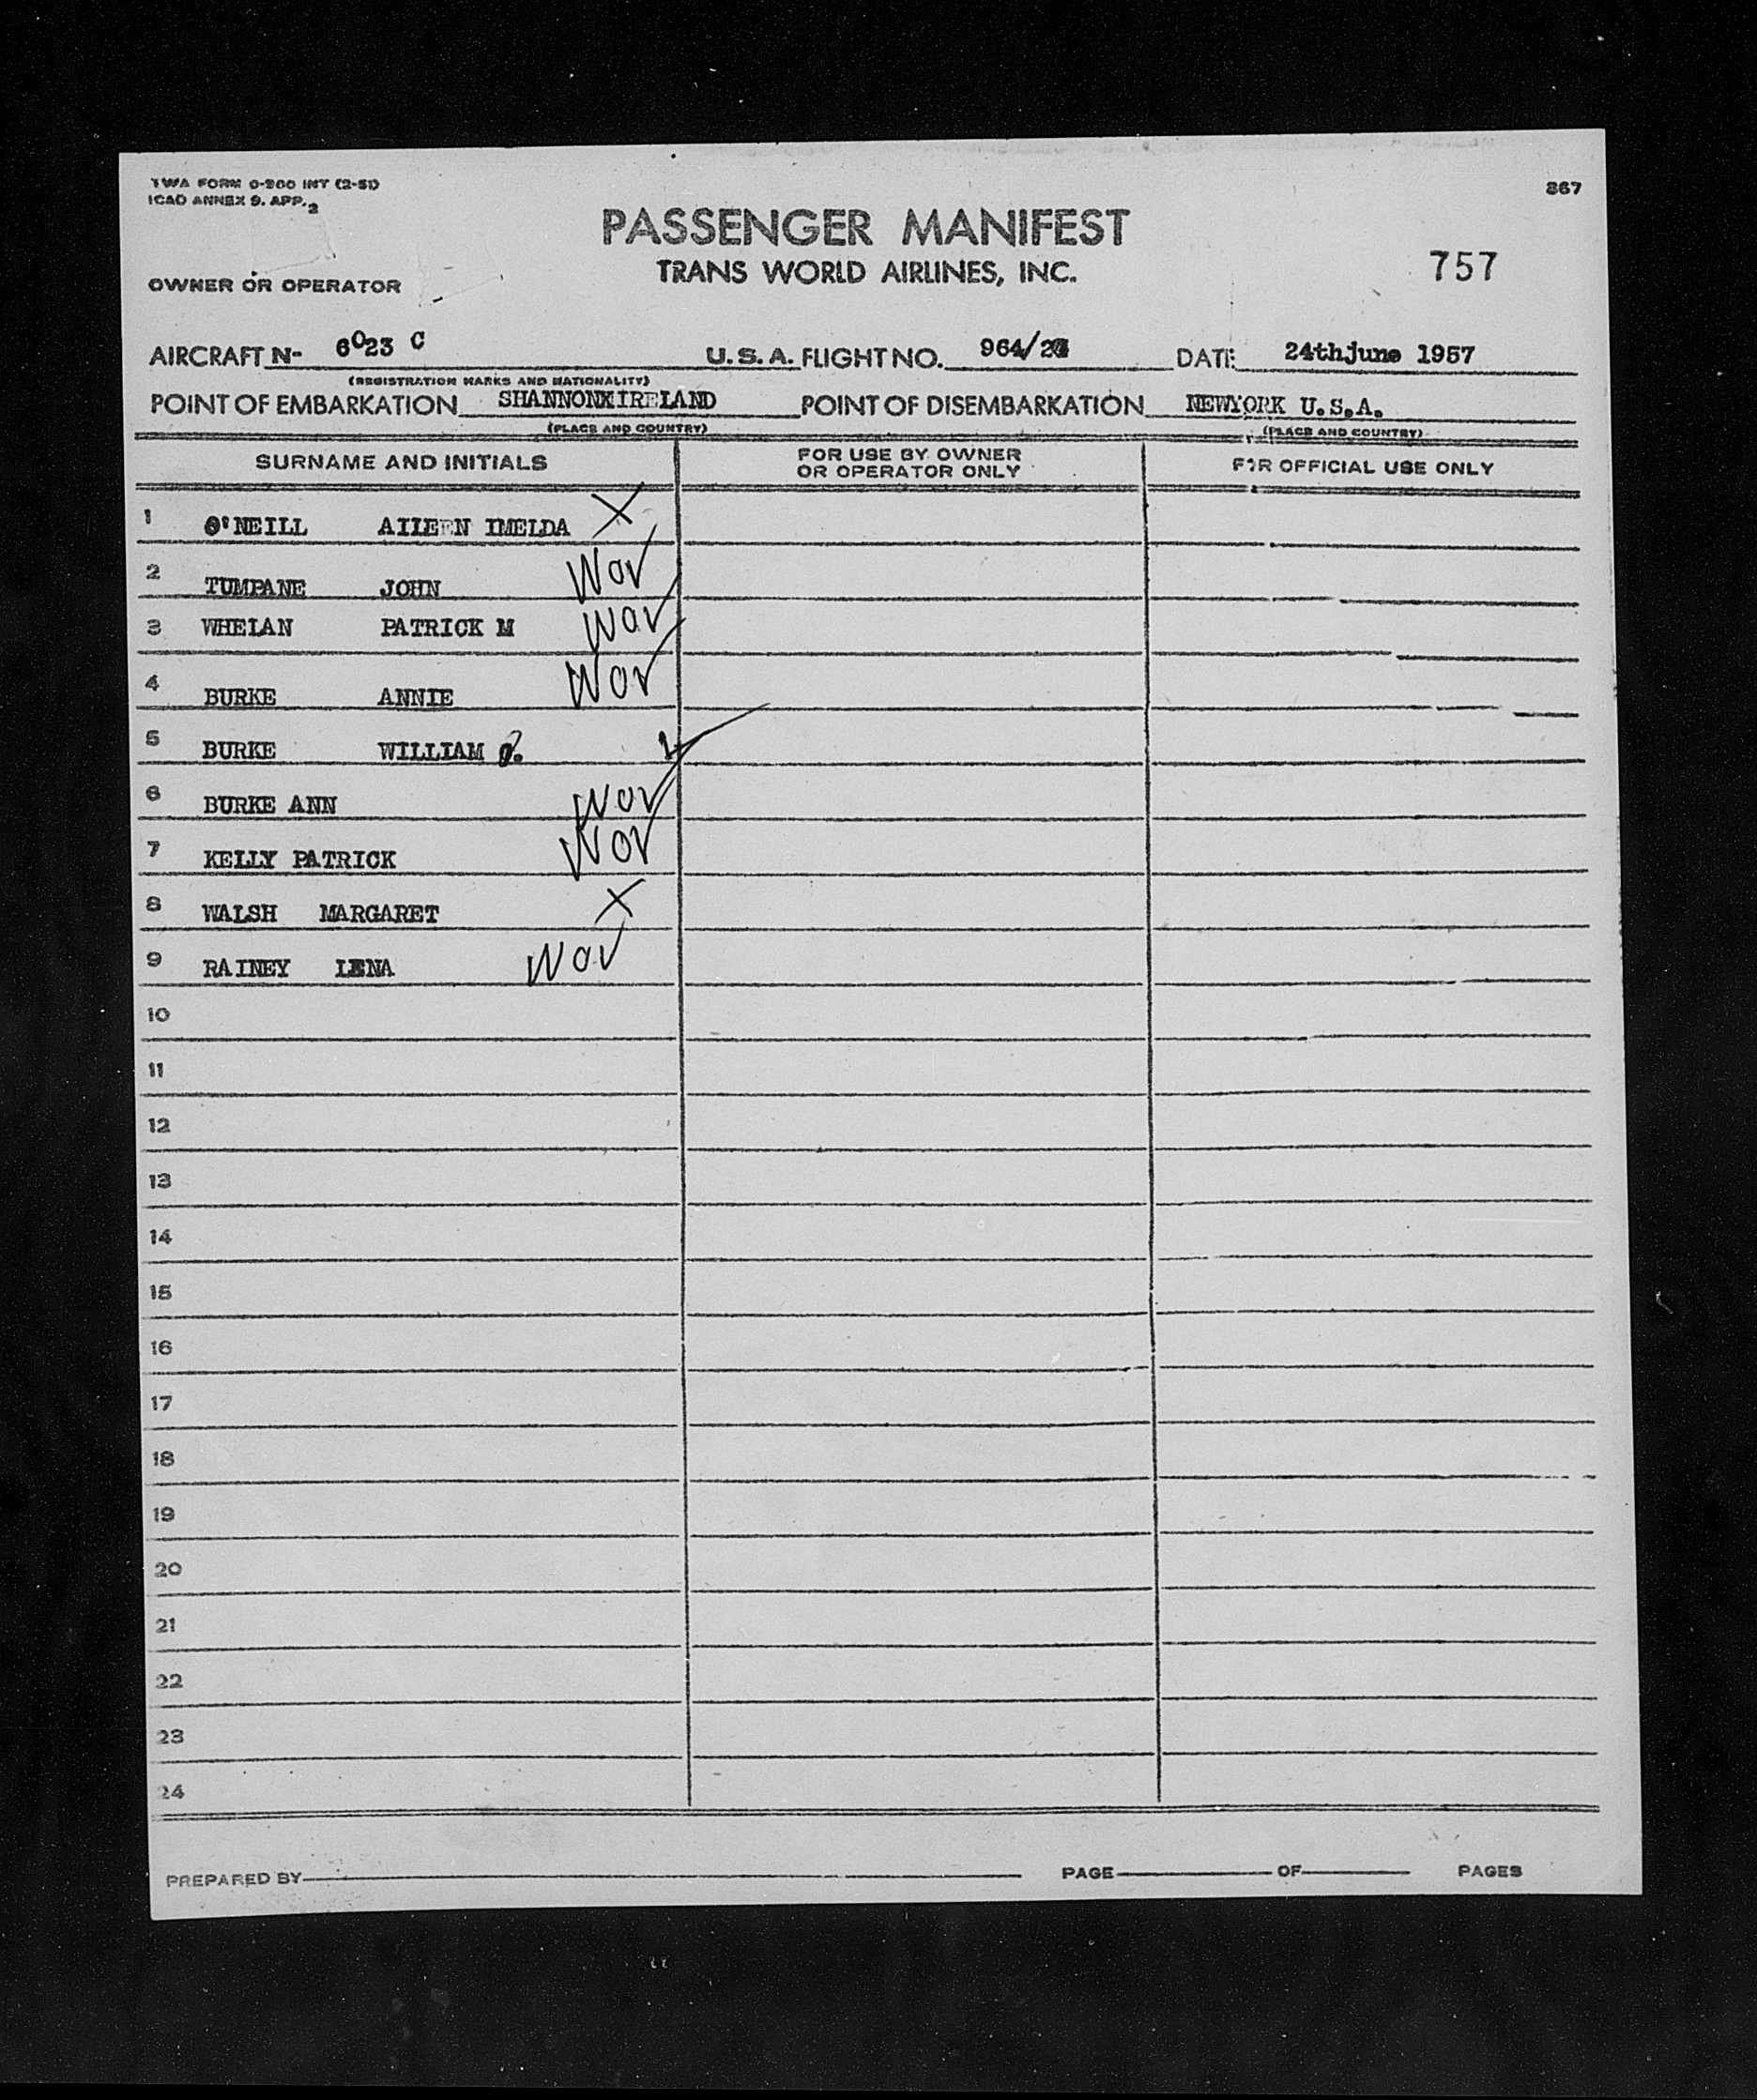 TWA FORM 0-900 INT (2-51)
867
ICAO ANNEX 9. APP. 2
PASSENGER MANIFEST
757
TRANS WORLD AIRLINES, INC.
OWNER OR OPERATOR
AIRCRAFT N- 6023 C U.S.A. FLIGHT NO. 964/ DATE 24thjune 1957
(REGISTRATION MARKS AND NATIONALITY)
POINT OF EMBARKATION SHANNONXIRELAND POINT OF DISEMBARKATION NEWYORK U.S.A.
(PLACE AND COUNTRY) (PLACE AND COUNTRY)
SURNAME AND INITIALS FOR USE BY OWNER OR OPERATOR ONLY FOR OFFICIAL USE ONLY
1 O'NEILL AILEEN IMELDA X
2 TUMPANE JOHN Wov
3 WHELAN PATRICK M Wov
4 BURKE ANNIE Wov
5 BURKE WILLIAM
6 BURKE ANN Wov
7 KELLY PATRICK Wov
8 WALSH MARGARET X
9 RAINEY LENA Wov
10
11
12
13
14
15
16
17
18
19
20
21
22
23
24
PREPARED BY PAGE OF PAGES